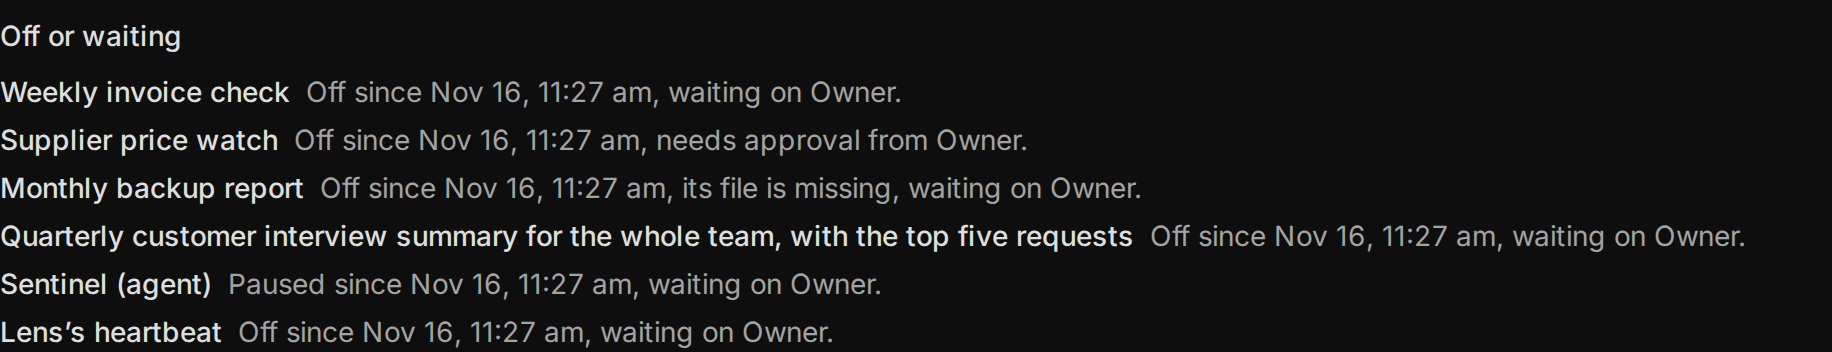 Off or waiting
Weekly invoice check Off since Nov 16, 11:27 am, waiting on Owner.
Supplier price watch Off since Nov 16, 11:27 am, needs approval from Owner.
Monthly backup report Off since Nov 16, 11:27 am, its file is missing, waiting on Owner.
Quarterly customer interview summary for the whole team, with the top five requests Off since Nov 16, 11:27 am, waiting on Owner.
Sentinel (agent) Paused since Nov 16, 11:27 am, waiting on Owner.
Lens’s heartbeat Off since Nov 16, 11:27 am, waiting on Owner.